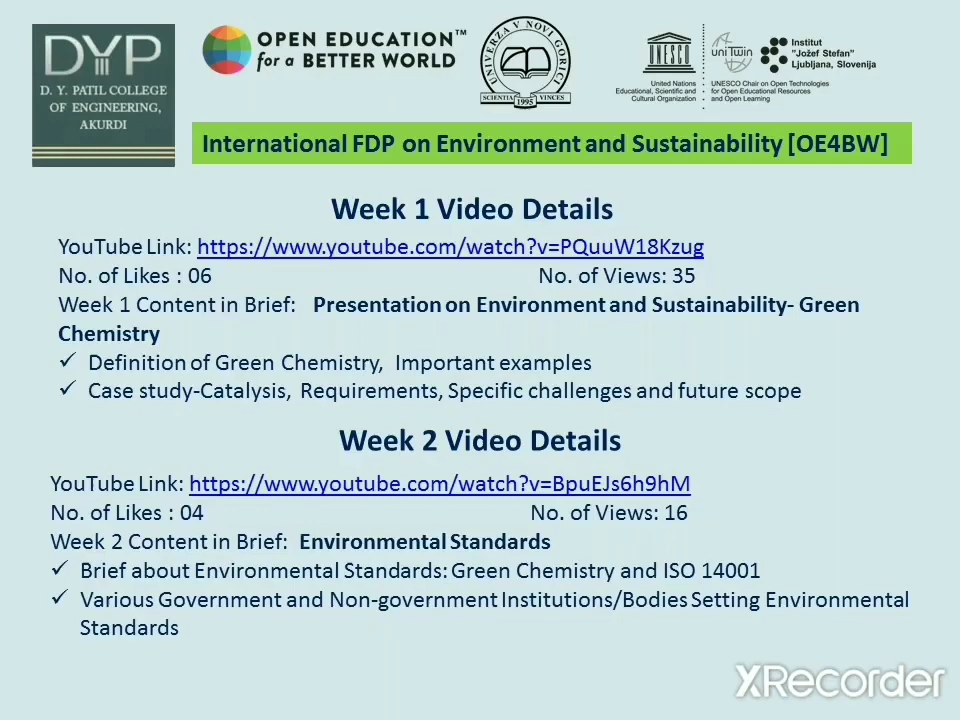 DYP
D. Y. PATIL COLLEGE
OF ENGINEERING,
AKURDI
OPEN EDUCATION™
for a BETTER WORLD
UNIVERZA V NOVI GORICI
SCIENTIA VINCES
1995
UNESCO
United Nations
Educational, Scientific and
Cultural Organization
uniTwin
UNESCO Chair on Open Technologies
for Open Educational Resources
and Open Learning
Institut
"Jožef Stefan"
Ljubljana, Slovenija
International FDP on Environment and Sustainability [OE4BW]
Week 1 Video Details
YouTube Link: https://www.youtube.com/watch?v=PQuuW18Kzug
No. of Likes : 06 No. of Views: 35
Week 1 Content in Brief: Presentation on Environment and Sustainability- Green
Chemistry
✓ Definition of Green Chemistry, Important examples
✓ Case study-Catalysis, Requirements, Specific challenges and future scope
Week 2 Video Details
YouTube Link: https://www.youtube.com/watch?v=BpuEJs6h9hM
No. of Likes : 04 No. of Views: 16
Week 2 Content in Brief: Environmental Standards
✓ Brief about Environmental Standards: Green Chemistry and ISO 14001
✓ Various Government and Non-government Institutions/Bodies Setting Environmental
Standards
XRecorder